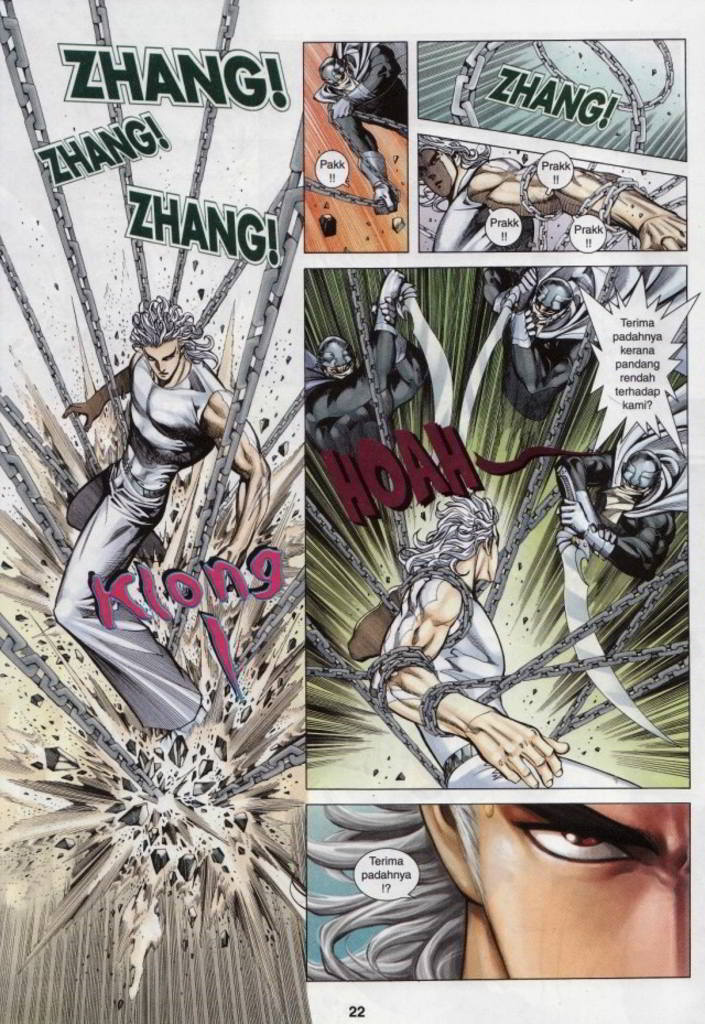 ZHANG!
ZHANG!
ZHANG!
Klong
!
Pakk
!!
ZHANG!
Prakk
!!
Prakk
!!
Prakk
!!
Terima
padahnya
kerana
pandang
rendah
terhadap
kami?
HOAH
Terima
padahnya
!?
22